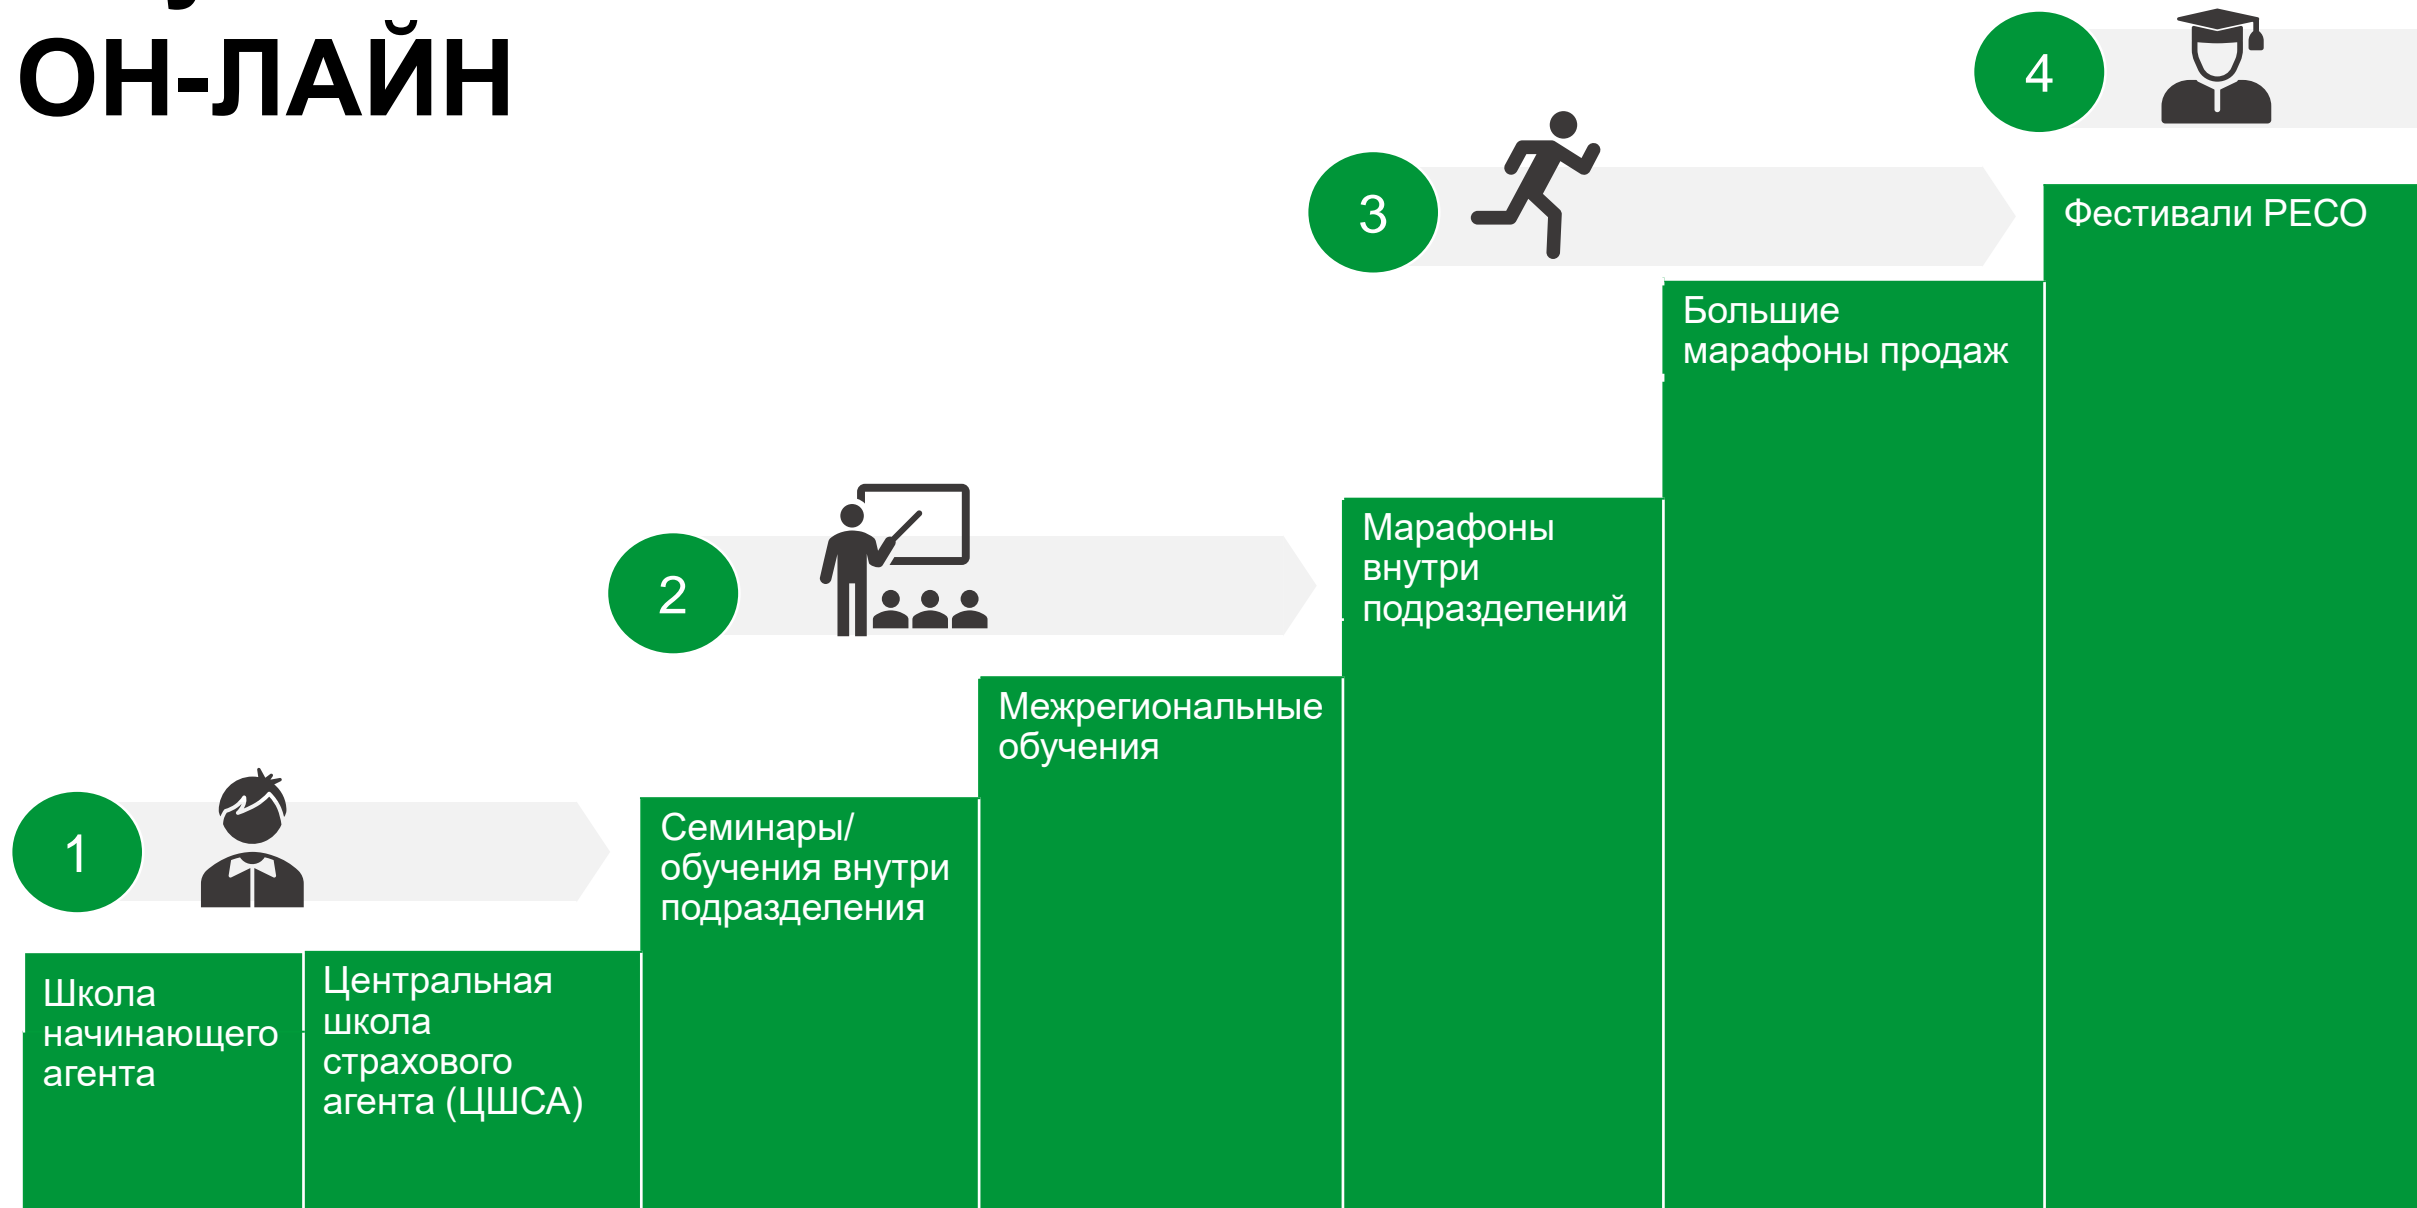 ОН-ЛАЙН
1
Школа
начинающего
агента
Центральная
школа
страхового
агента (ЦШСА)
2
Семинары/
обучения внутри
подразделения
Межрегиональные
обучения
3
Марафоны
внутри
подразделений
Большие
марафоны продаж
4
Фестивали РЕСО